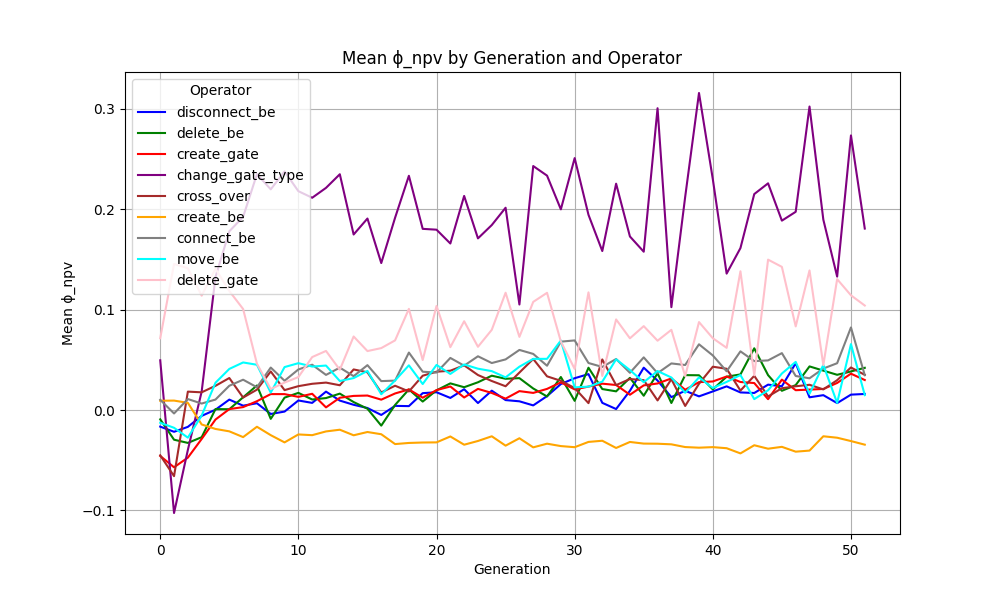 Mean ϕ_npv by Generation and Operator
Mean ϕ_npv
0.3
0.2
0.1
0.0
−0.1
Operator
disconnect_be
delete_be
create_gate
change_gate_type
cross_over
create_be
connect_be
move_be
delete_gate
0 10 20 30 40 50
Generation